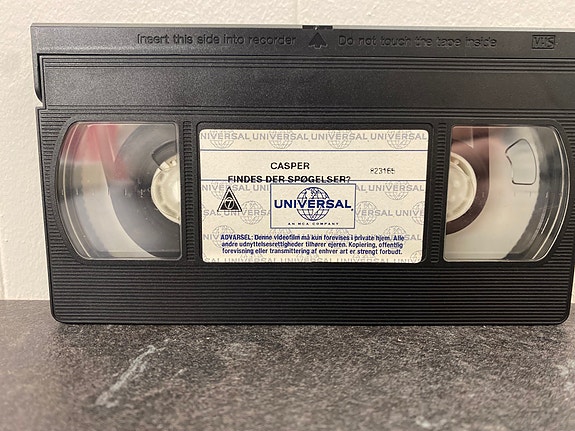 Insert this side into recorder Do not touch the tape inside VHS
UNIVERSAL UNIVERSAL UNIVERSAL UNIVERSAL
CASPER 823165
FINDES DER SPØGELSER?
UNIVERSAL
AN MCA COMPANY
ADVARSEL: Denne videofilm må kun forevises i private hjem. Alle
andre udnyttelsesrettigheder tilhører ejeren. Kopiering, offentlig
forevisning eller transmittering af enhver art er strengt forbudt.